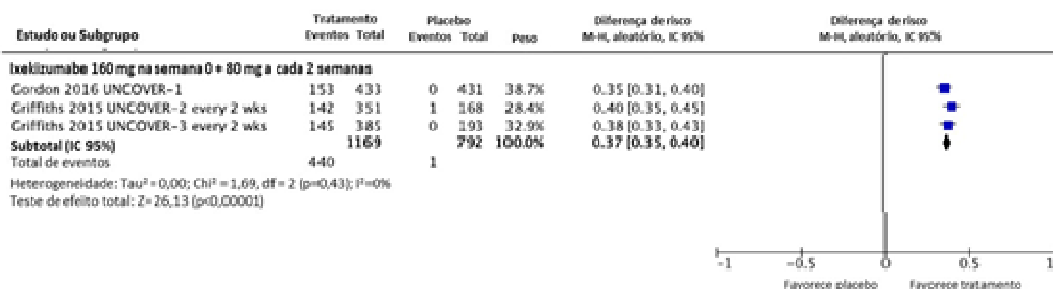 Tratamento Placebo Diferença de risco Diferença de risco
Estudo ou Subgrupo Eventos Total Eventos Total Peso M-H, aleatório, IC 95% M-H, aleatório, IC 95%
Ixekizumabe 160 mg na semana 0 + 80 mg a cada 2 semanas
Gordon 2016 UNCOVER-1 153 433 0 431 38.7% 0.35 [0.31, 0.40]
Griffiths 2015 UNCOVER-2 every 2 wks 142 351 1 168 28.4% 0.40 [0.35, 0.45]
Griffiths 2015 UNCOVER-3 every 2 wks 145 385 0 193 32.9% 0.38 [0.33, 0.43]
Subtotal (IC 95%) 1169 792 100.0% 0.37 [0.35, 0.40]
Total de eventos 440 1
Heterogeneidade: Tau² = 0,00; Chi² = 1,69, df = 2 (p=0,43); I²=0%
Teste de efeito total: Z=26,13 (p<0,00001)
-1 -0.5 0 0.5 1
Favorece placebo Favorece tratamento